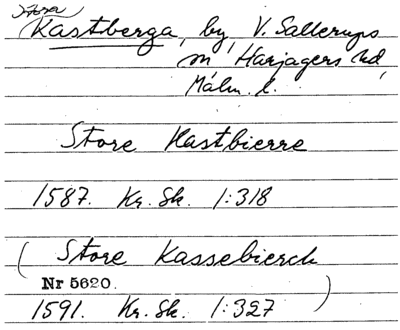 Stora
Kastberga, by, V. Sallerups
sn Harjagers hd,
Malm. l.
Store Kastbierre
1587. Kr. Sk. 1:318
( Store Kassebierck
Nr 5620.
1591. Kr. Sk. 1:327 )